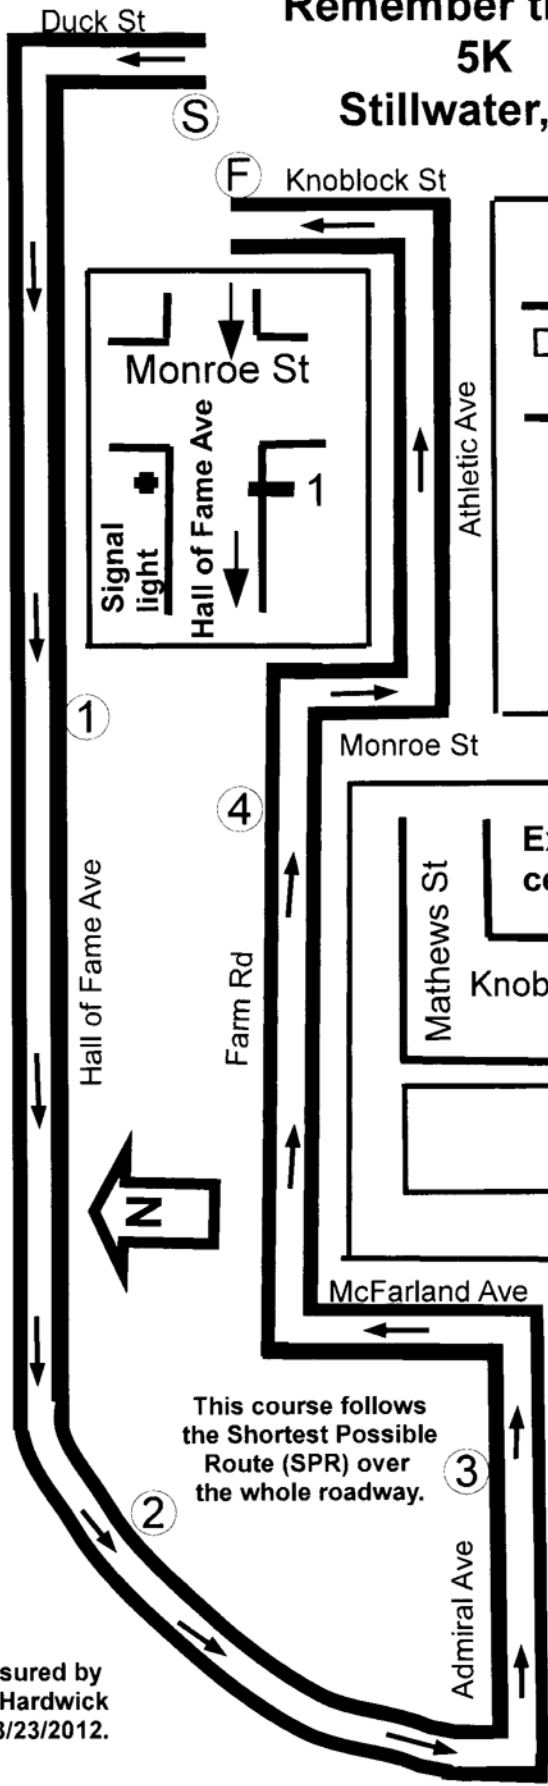 Duck St
Remember
5K
Stillwater,
S
F
Knoblock St
Monroe St
Hall of Fame Ave
Signal
light
1
Athletic Ave
1
Monroe St
4
Hall of Fame Ave
Farm Rd
Mathews St
Knob
N
McFarland Ave
This course follows
the Shortest Possible
Route (SPR) over
the whole roadway.
3
2
Admiral Ave
sured by
Hardwick
3/23/2012.